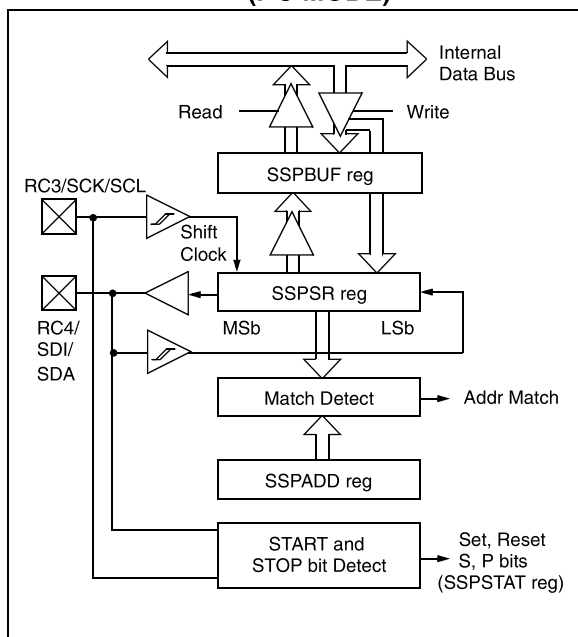 (I²C MODE)
Internal
Data Bus
Read
Write
SSPBUF reg
RC3/SCK/SCL
Shift
Clock
SSPSR reg
MSb
LSb
RC4/
SDI/
SDA
Match Detect
Addr Match
SSPADD reg
START and
STOP bit Detect
Set, Reset
S, P bits
(SSPSTAT reg)